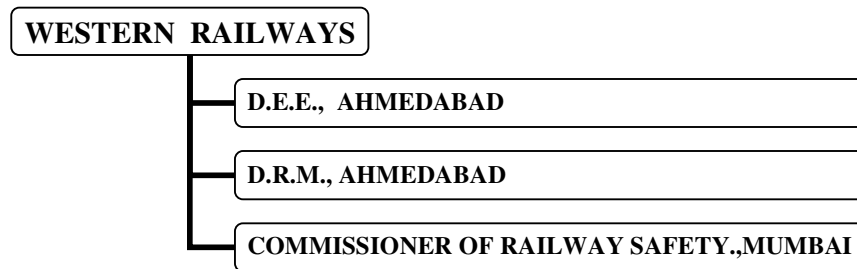 WESTERN RAILWAYS
D.E.E., AHMEDABAD
D.R.M., AHMEDABAD
COMMISSIONER OF RAILWAY SAFETY.,MUMBAI